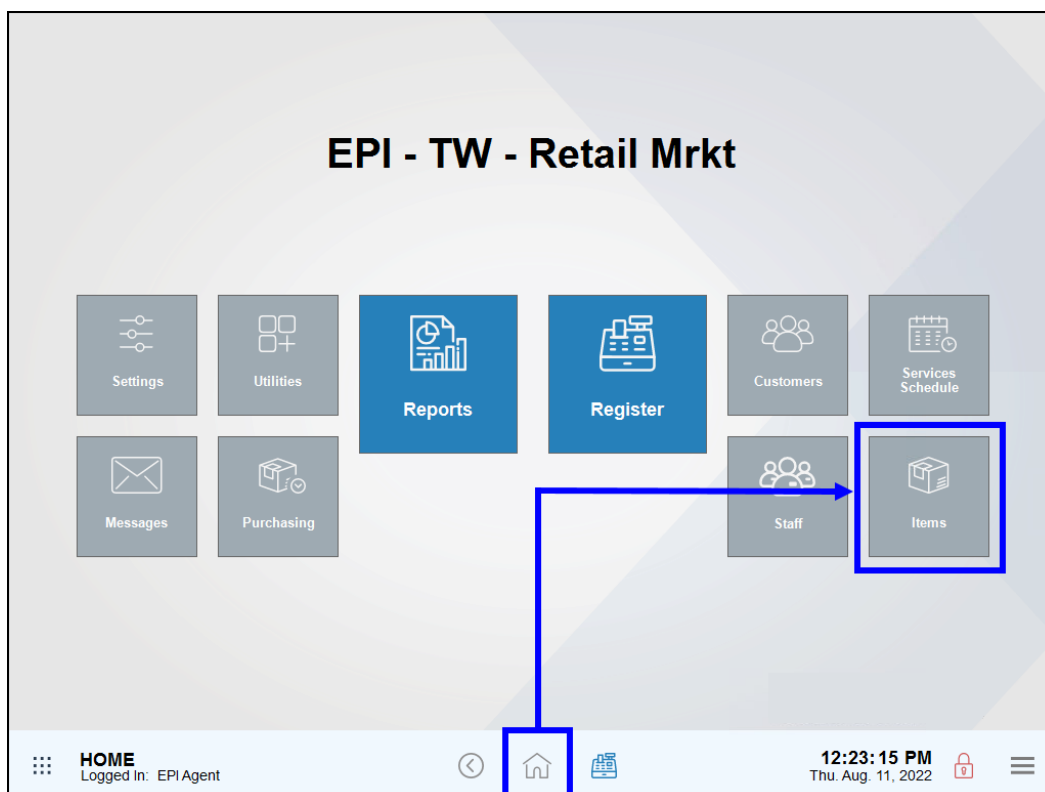 EPI - TW - Retail Mrkt
Settings
Utilities
Reports
Register
Customers
Services
Schedule
Messages
Purchasing
Staff
Items
HOME
Logged In: EPI Agent
12:23:15 PM
Thu. Aug. 11, 2022